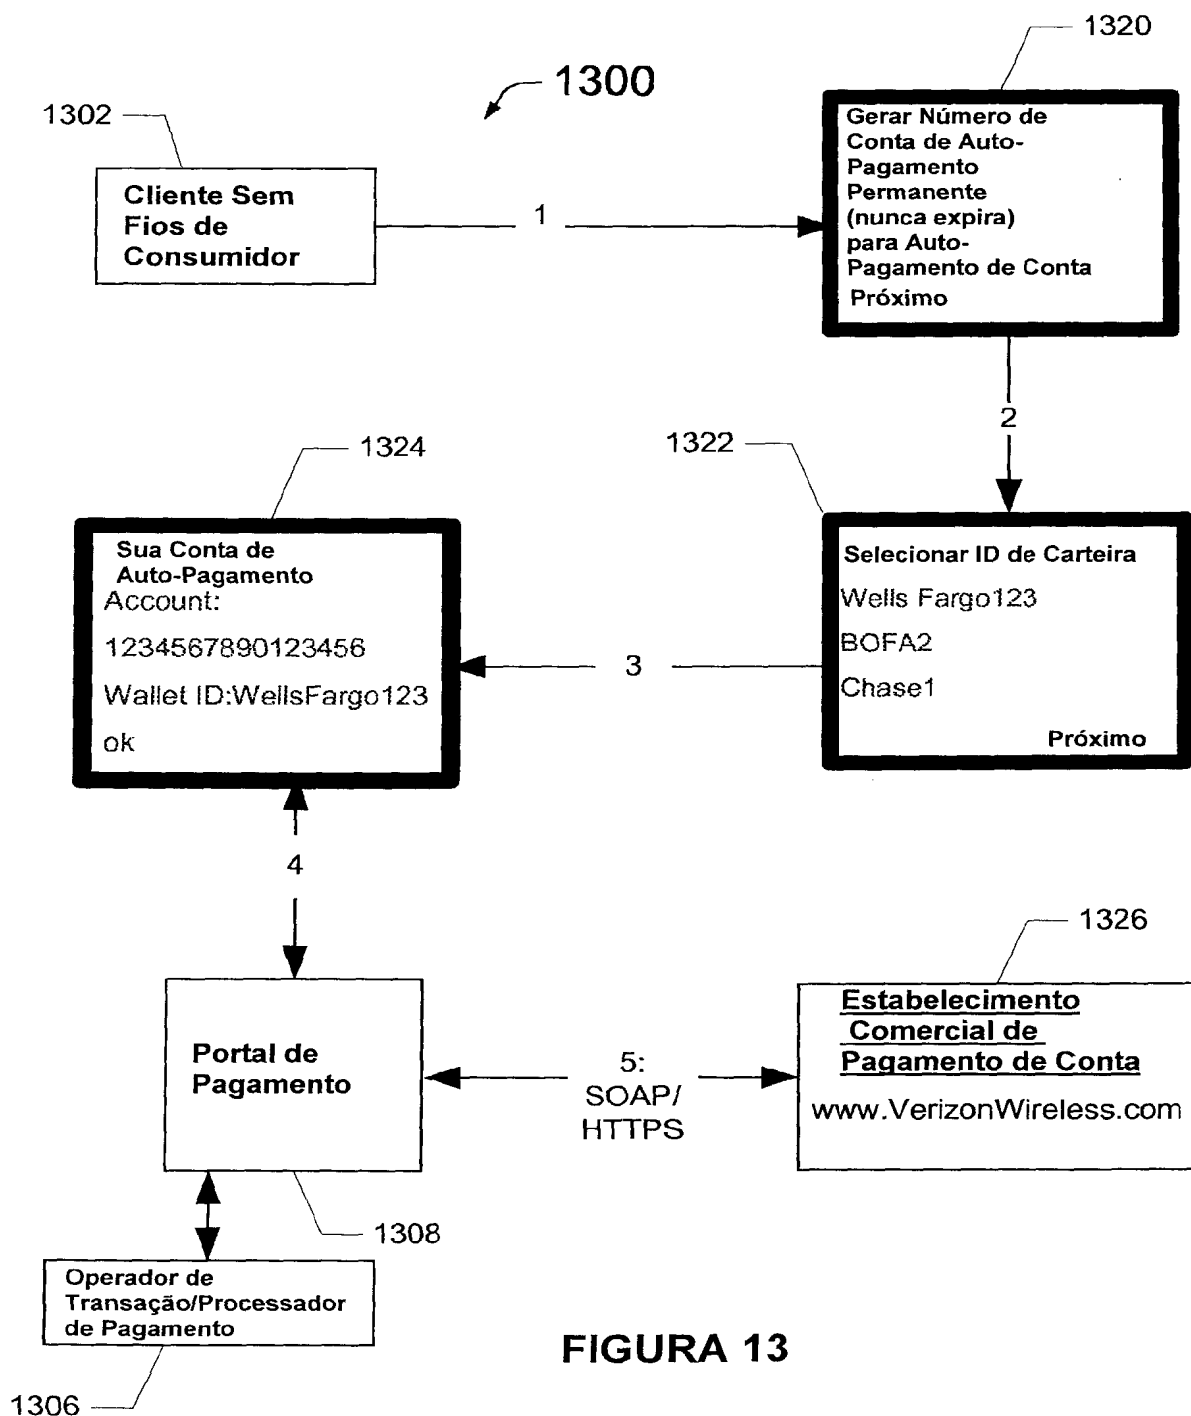 1320
1300
1302
Gerar Número de
Conta de Auto-
Pagamento
Permanente
(nunca expira)
para Auto-
Pagamento de Conta
Próximo
Cliente Sem
Fios de
Consumidor
1
2
1324
1322
Sua Conta de
Auto-Pagamento
Account:
1234567890123456
Wallet ID:WellsFargo123
ok
3
Selecionar ID de Carteira
Wells Fargo123
BOFA2
Chase1
Próximo
4
1326
Portal de
Pagamento
5:
SOAP/
HTTPS
Estabelecimento
Comercial de
Pagamento de Conta
www.VerizonWireless.com
1308
Operador de
Transação/Processador
de Pagamento
1306
FIGURA 13